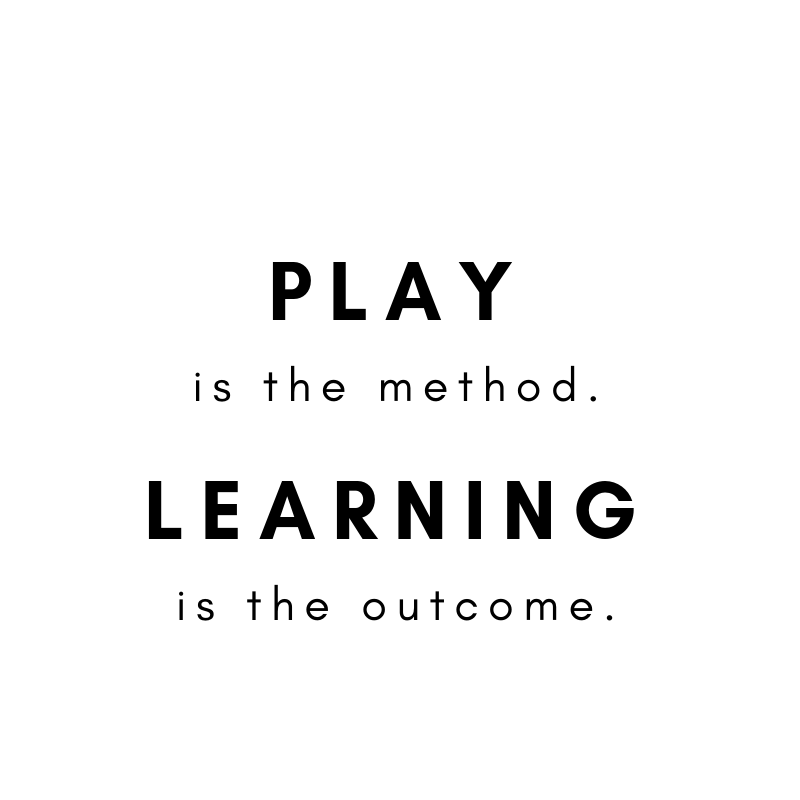 PLAY
is the method.
LEARNING
is the outcome.